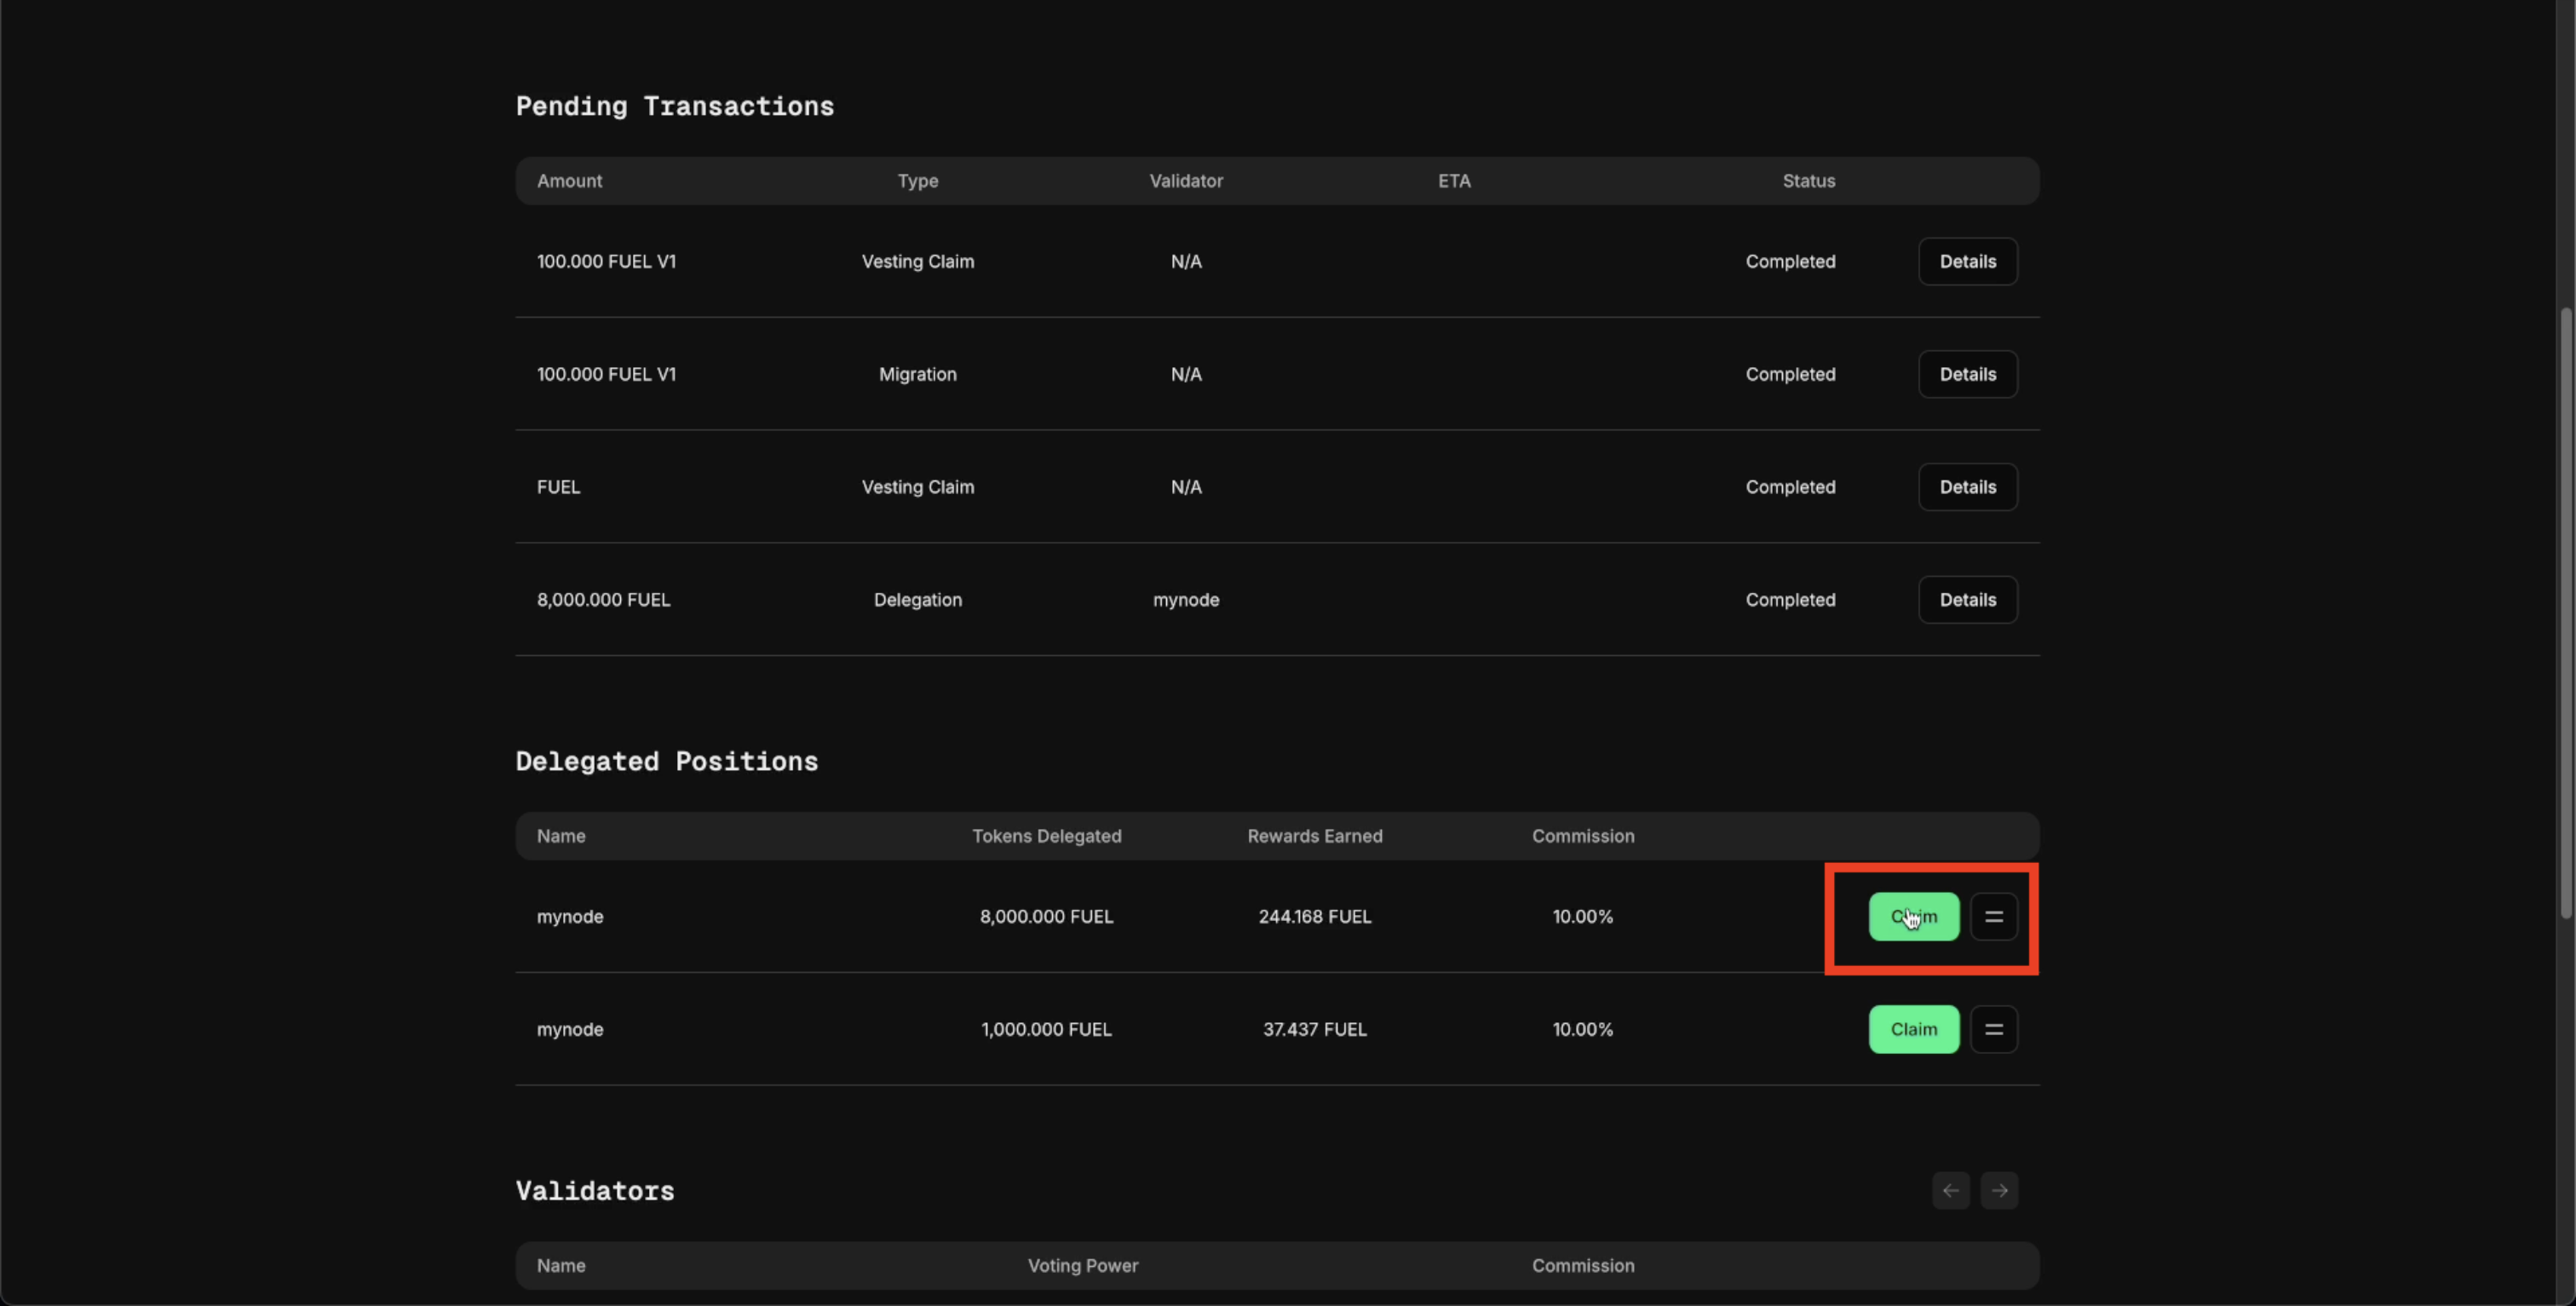 Pending Transactions
Amount Type Validator ETA Status
100.000 FUEL V1 Vesting Claim N/A Completed Details
100.000 FUEL V1 Migration N/A Completed Details
FUEL Vesting Claim N/A Completed Details
8,000.000 FUEL Delegation mynode Completed Details
Delegated Positions
Name Tokens Delegated Rewards Earned Commission
mynode 8,000.000 FUEL 244.168 FUEL 10.00% Claim
mynode 1,000.000 FUEL 37.437 FUEL 10.00% Claim
Validators
Name Voting Power Commission